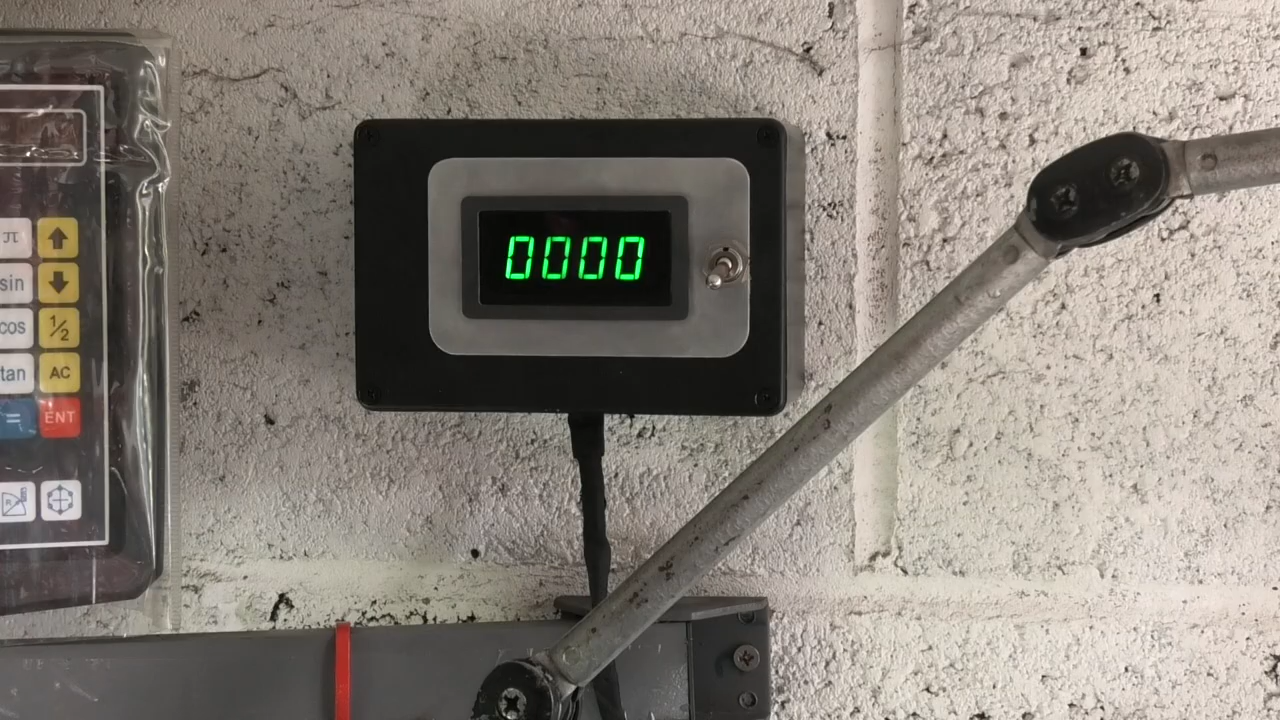 0000
π
sin
cos
1/2
tan
AC
=
ENT